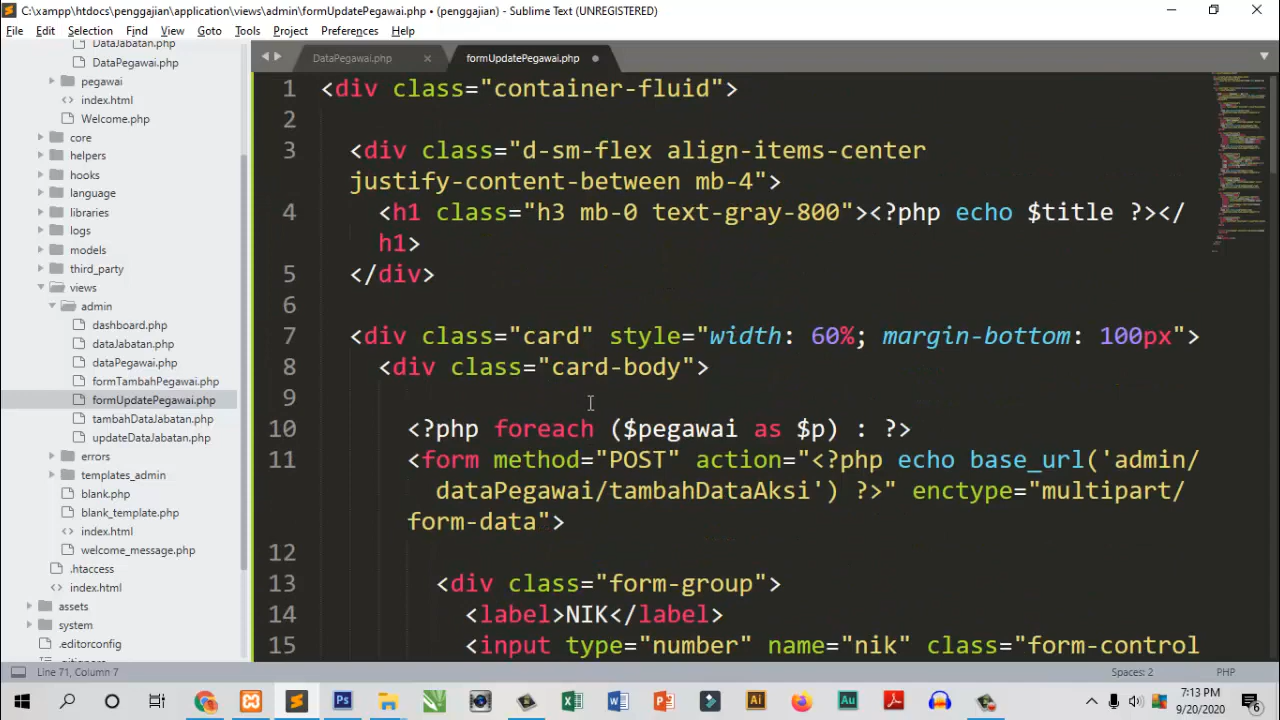 C:\xampp\htdocs\penggajian\application\views\admin\formUpdatePegawai.php • (penggajian) - Sublime Text (UNREGISTERED)
File Edit Selection Find View Goto Tools Project Preferences Help
DataJabatan.php
DataPegawai.php
pegawai
index.html
Welcome.php
core
helpers
hooks
language
libraries
logs
models
third_party
views
admin
dashboard.php
dataJabatan.php
dataPegawai.php
formTambahPegawai.php
formUpdatePegawai.php
tambahDataJabatan.php
updateDataJabatan.php
errors
templates_admin
blank.php
blank_template.php
index.html
welcome_message.php
.htaccess
index.html
assets
system
.editorconfig
DataPegawai.php
formUpdatePegawai.php
1 <div class="container-fluid">
2
3 <div class="d-sm-flex align-items-center
justify-content-between mb-4">
4 <h1 class="h3 mb-0 text-gray-800"><?php echo $title ?></
h1>
5 </div>
6
7 <div class="card" style="width: 60%; margin-bottom: 100px">
8 <div class="card-body">
9
10 <?php foreach ($pegawai as $p) : ?>
11 <form method="POST" action="<?php echo base_url('admin/
dataPegawai/tambahDataAksi') ?>" enctype="multipart/
form-data">
12
13 <div class="form-group">
14 <label>NIK</label>
15 <input type="number" name="nik" class="form-control
Line 71, Column 7
Spaces: 2
PHP
7:13 PM
9/20/2020
6